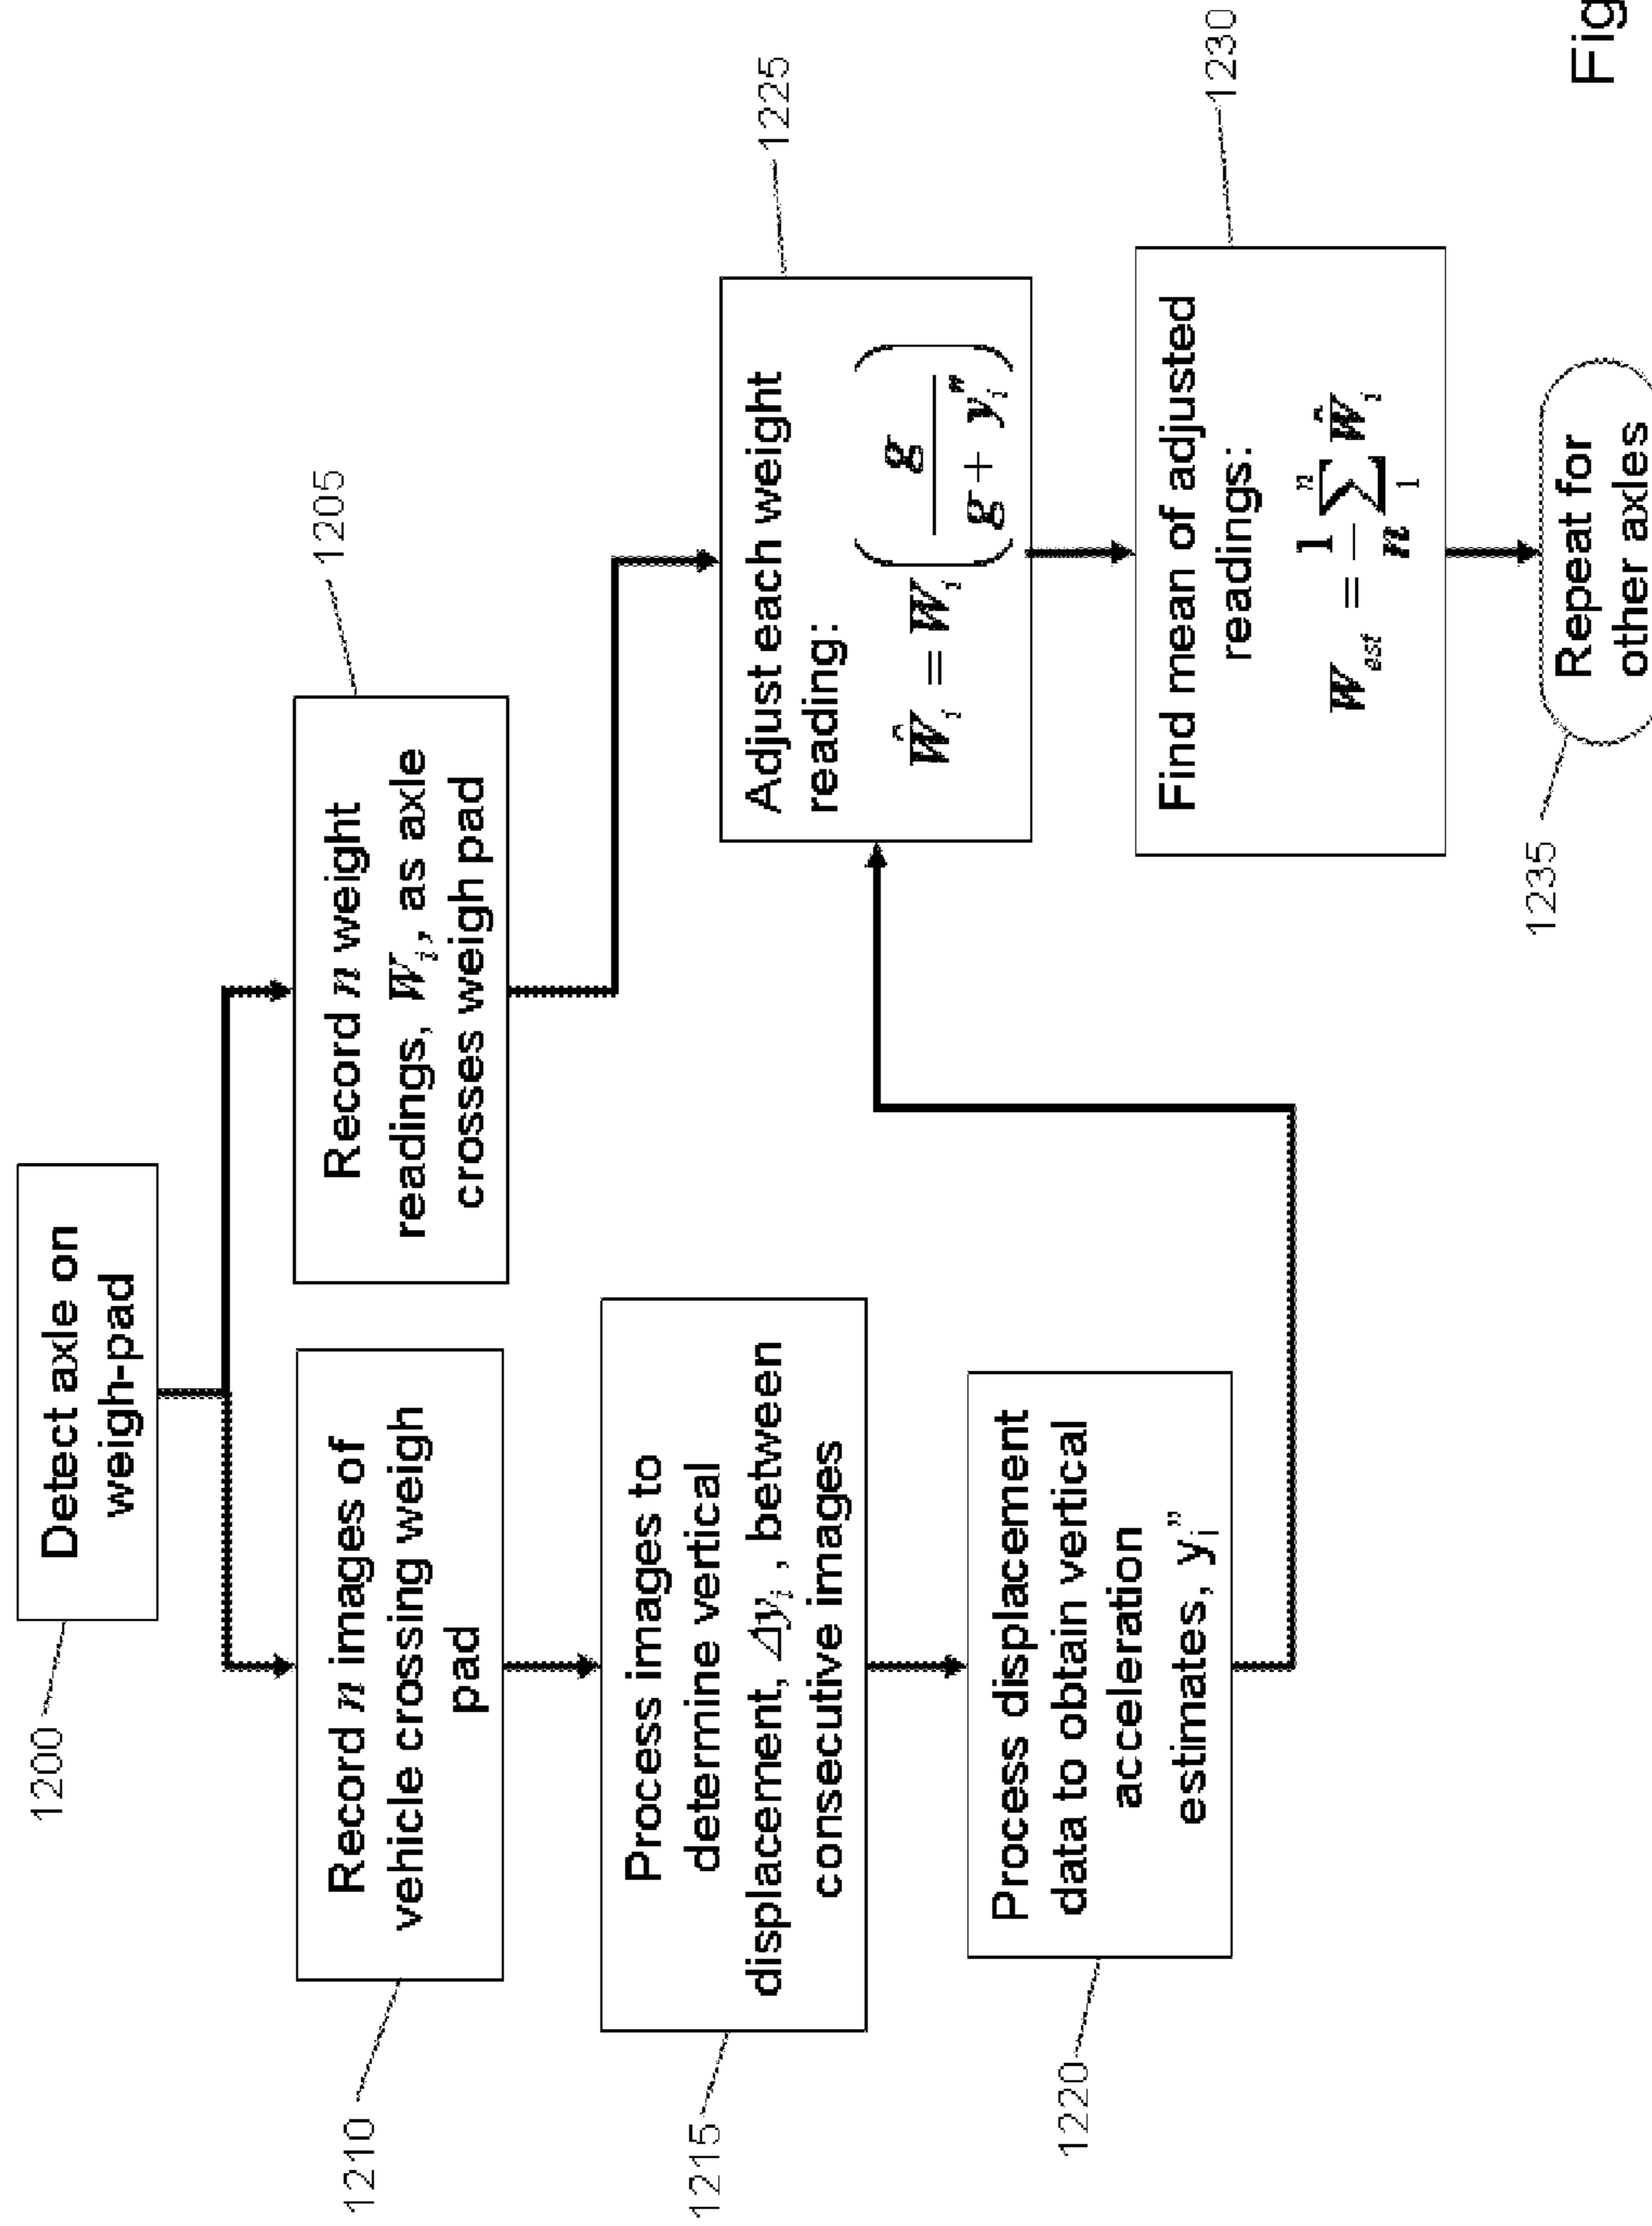 1200
Detect axle on
weigh-pad
1205
Record n weight
readings, W_i, as axle
crosses weigh pad
1210
Record n images of
vehicle crossing weigh
pad
1215
Process images to
determine vertical
displacement, Δy_i, between
consecutive images
1220
Process displacement
data to obtain vertical
acceleration
estimates, y_i"
1225
Adjust each weight
reading:
Ŵ_i = W_i ( g / ( g + y_i" ) )
1230
Find mean of adjusted
readings:
W_est = 1/n ∑_1^n Ŵ_i
1235
Repeat for
other axles
Fig